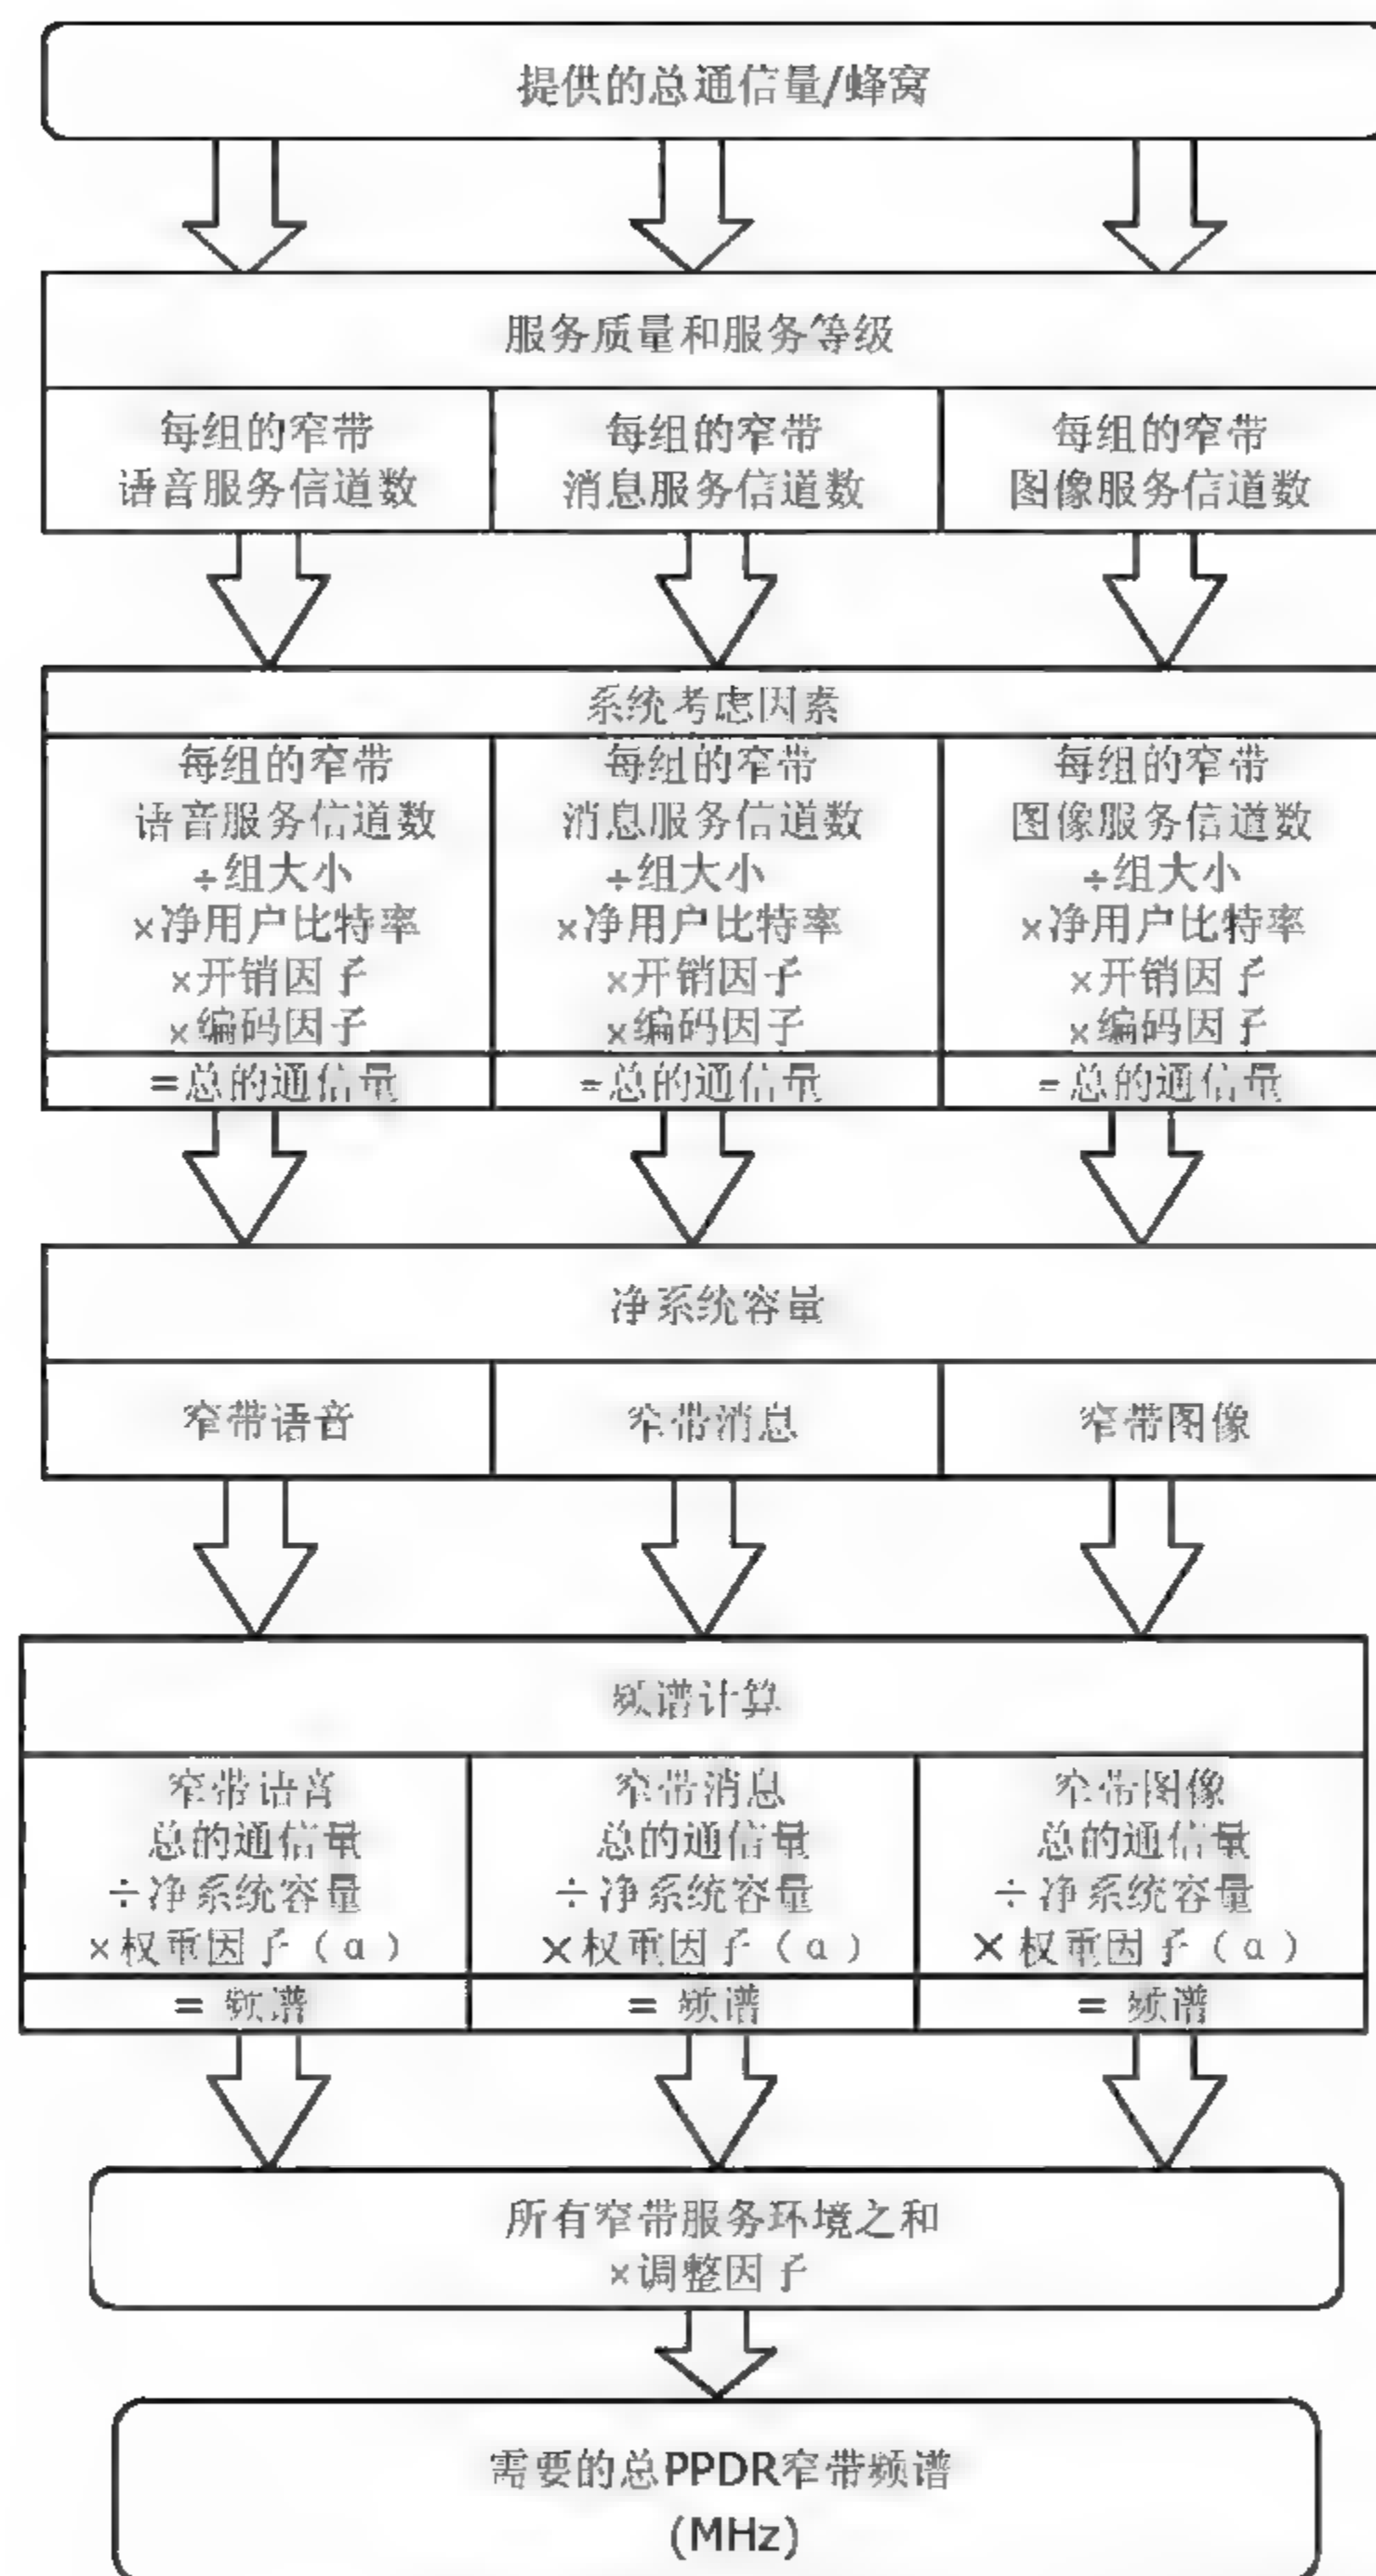 提供的总通信量/蜂窝
服务质量和服务等级
每组的窄带
语音服务信道数
每组的窄带
消息服务信道数
每组的窄带
图像服务信道数
系统考虑因素
每组的窄带
语音服务信道数
÷组大小
×净用户比特率
×开销因子
×编码因子
=总的通信量
每组的窄带
消息服务信道数
÷组大小
×净用户比特率
×开销因子
×编码因子
=总的通信量
每组的窄带
图像服务信道数
÷组大小
×净用户比特率
×开销因子
×编码因子
=总的通信量
净系统容量
窄带语音
窄带消息
窄带图像
频谱计算
窄带语音
总的通信量
÷净系统容量
×权重因子(α)
= 频谱
窄带消息
总的通信量
÷净系统容量
×权重因子(α)
= 频谱
窄带图像
总的通信量
÷净系统容量
×权重因子(α)
= 频谱
所有窄带服务环境之和
×调整因子
需要的总PPDR窄带频谱
(MHz)